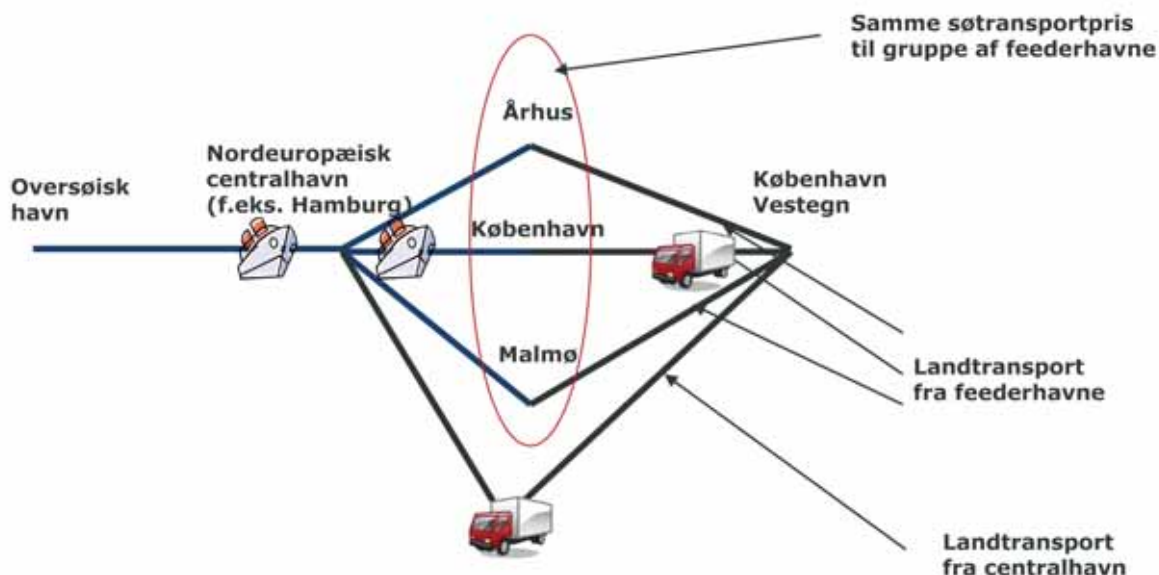 Samme søtransportpris
til gruppe af feederhavne
Århus
Nordeuropæisk
centralhavn
(f.eks. Hamburg)
Oversøisk
havn
København
Vestegn
København
Malmø
Landtransport
fra feederhavne
Landtransport
fra centralhavn